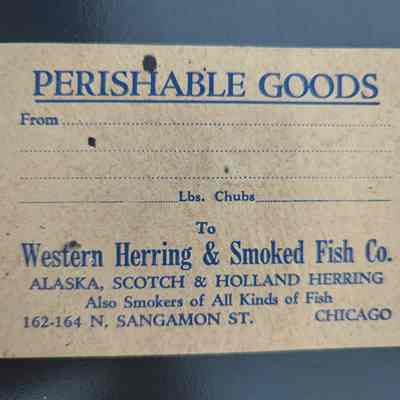 PERISHABLE GOODS
From
Lbs. Chubs
To
Western Herring & Smoked Fish Co.
ALASKA, SCOTCH & HOLLAND HERRING
Also Smokers of All Kinds of Fish
162-164 N. SANGAMON ST. CHICAGO